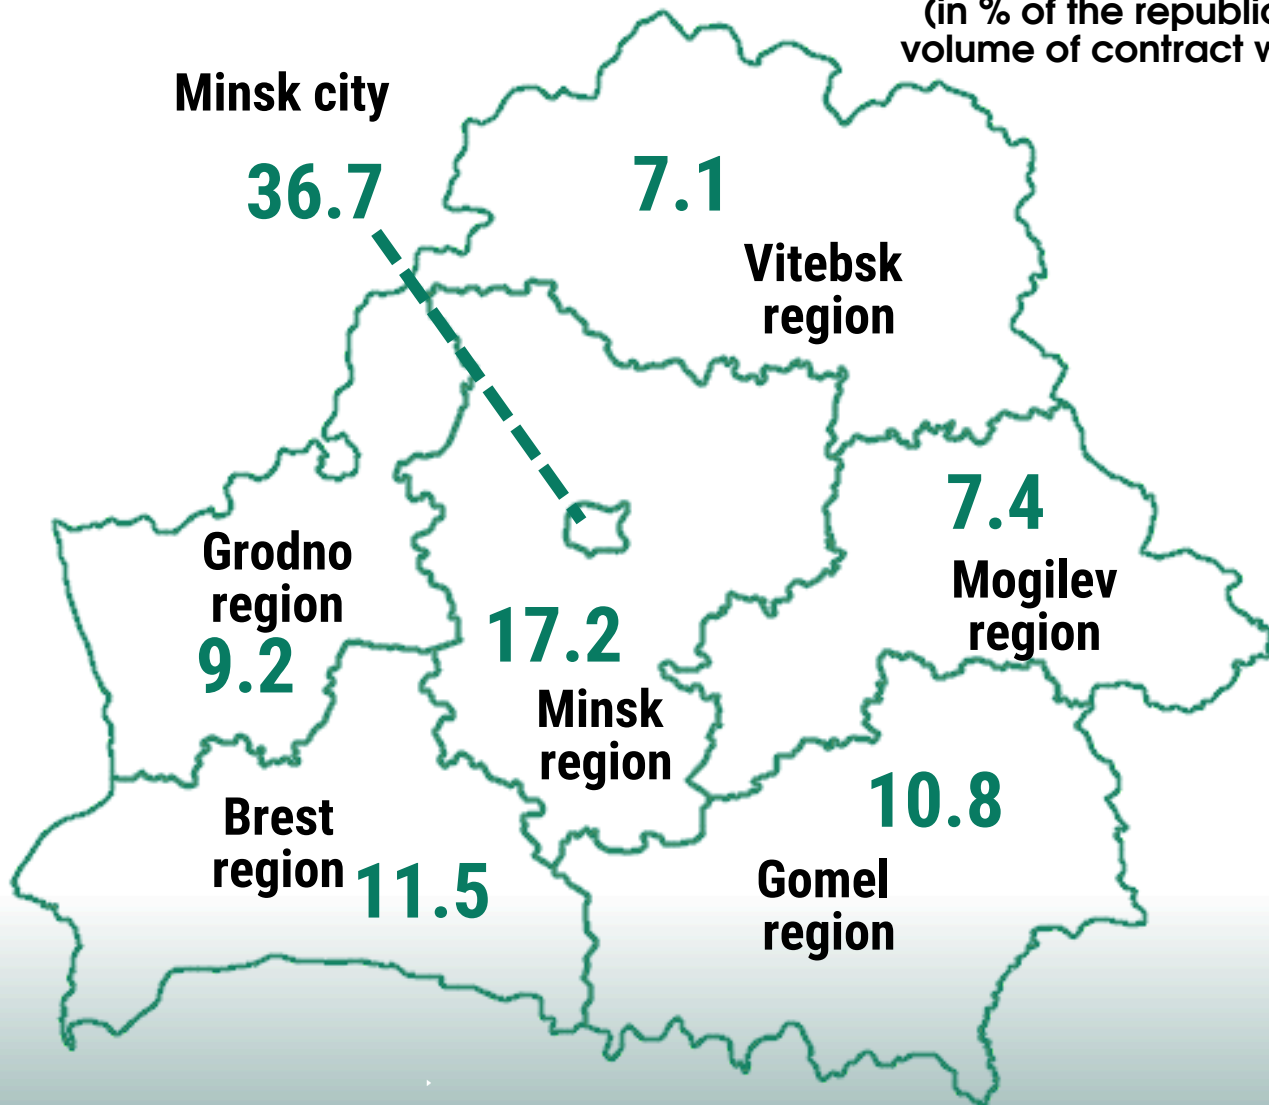 (in % of the republic
volume of contract w
Minsk city
36.7
7.1
Vitebsk
region
7.4
Mogilev
region
Grodno
region
9.2
17.2
Minsk
region
10.8
Gomel
region
Brest
region
11.5